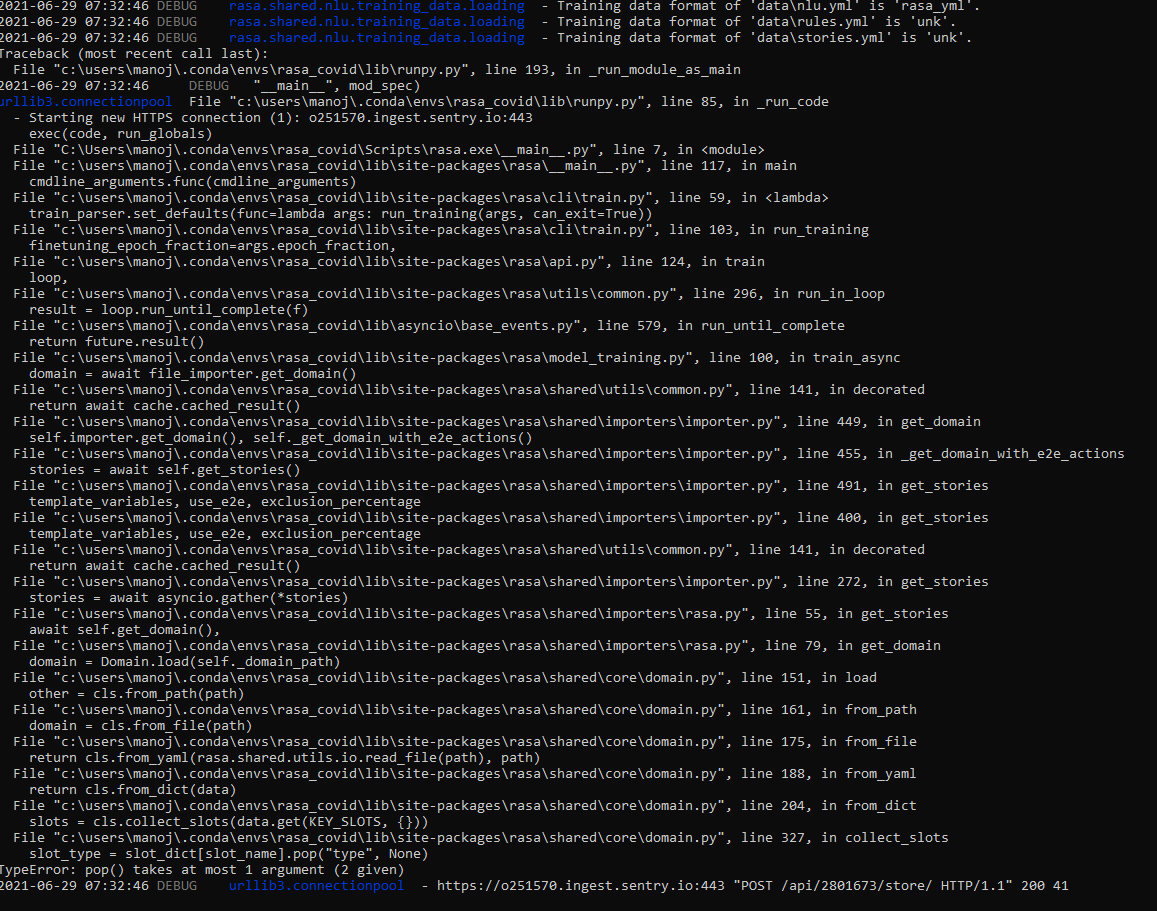 2021-06-29 07:32:46 DEBUG    rasa.shared.nlu.training_data.loading  - Training data format of 'data\nlu.yml' is 'rasa_yml'.
2021-06-29 07:32:46 DEBUG    rasa.shared.nlu.training_data.loading  - Training data format of 'data\rules.yml' is 'unk'.
2021-06-29 07:32:46 DEBUG    rasa.shared.nlu.training_data.loading  - Training data format of 'data\stories.yml' is 'unk'.
Traceback (most recent call last):
  File "c:\users\manoj\.conda\envs\rasa_covid\lib\runpy.py", line 193, in _run_module_as_main
2021-06-29 07:32:46     DEBUG   "__main__", mod_spec)
urllib3.connectionpool  File "c:\users\manoj\.conda\envs\rasa_covid\lib\runpy.py", line 85, in _run_code
  - Starting new HTTPS connection (1): o251570.ingest.sentry.io:443
    exec(code, run_globals)
  File "C:\Users\manoj\.conda\envs\rasa_covid\Scripts\rasa.exe\__main__.py", line 7, in <module>
  File "c:\users\manoj\.conda\envs\rasa_covid\lib\site-packages\rasa\__main__.py", line 117, in main
    cmdline_arguments.func(cmdline_arguments)
  File "c:\users\manoj\.conda\envs\rasa_covid\lib\site-packages\rasa\cli\train.py", line 59, in <lambda>
    train_parser.set_defaults(func=lambda args: run_training(args, can_exit=True))
  File "c:\users\manoj\.conda\envs\rasa_covid\lib\site-packages\rasa\cli\train.py", line 103, in run_training
    finetuning_epoch_fraction=args.epoch_fraction,
  File "c:\users\manoj\.conda\envs\rasa_covid\lib\site-packages\rasa\api.py", line 124, in train
    loop,
  File "c:\users\manoj\.conda\envs\rasa_covid\lib\site-packages\rasa\utils\common.py", line 296, in run_in_loop
    result = loop.run_until_complete(f)
  File "c:\users\manoj\.conda\envs\rasa_covid\lib\asyncio\base_events.py", line 579, in run_until_complete
    return future.result()
  File "c:\users\manoj\.conda\envs\rasa_covid\lib\site-packages\rasa\model_training.py", line 100, in train_async
    domain = await file_importer.get_domain()
  File "c:\users\manoj\.conda\envs\rasa_covid\lib\site-packages\rasa\shared\utils\common.py", line 141, in decorated
    return await cache.cached_result()
  File "c:\users\manoj\.conda\envs\rasa_covid\lib\site-packages\rasa\shared\importers\importer.py", line 449, in get_domain
    self.importer.get_domain(), self._get_domain_with_e2e_actions()
  File "c:\users\manoj\.conda\envs\rasa_covid\lib\site-packages\rasa\shared\importers\importer.py", line 455, in _get_domain_with_e2e_actions
    stories = await self.get_stories()
  File "c:\users\manoj\.conda\envs\rasa_covid\lib\site-packages\rasa\shared\importers\importer.py", line 491, in get_stories
    template_variables, use_e2e, exclusion_percentage
  File "c:\users\manoj\.conda\envs\rasa_covid\lib\site-packages\rasa\shared\importers\importer.py", line 400, in get_stories
    template_variables, use_e2e, exclusion_percentage
  File "c:\users\manoj\.conda\envs\rasa_covid\lib\site-packages\rasa\shared\utils\common.py", line 141, in decorated
    return await cache.cached_result()
  File "c:\users\manoj\.conda\envs\rasa_covid\lib\site-packages\rasa\shared\importers\importer.py", line 272, in get_stories
    stories = await asyncio.gather(*stories)
  File "c:\users\manoj\.conda\envs\rasa_covid\lib\site-packages\rasa\shared\importers\rasa.py", line 55, in get_stories
    await self.get_domain(),
  File "c:\users\manoj\.conda\envs\rasa_covid\lib\site-packages\rasa\shared\importers\rasa.py", line 79, in get_domain
    domain = Domain.load(self._domain_path)
  File "c:\users\manoj\.conda\envs\rasa_covid\lib\site-packages\rasa\shared\core\domain.py", line 151, in load
    other = cls.from_path(path)
  File "c:\users\manoj\.conda\envs\rasa_covid\lib\site-packages\rasa\shared\core\domain.py", line 161, in from_path
    domain = cls.from_file(path)
  File "c:\users\manoj\.conda\envs\rasa_covid\lib\site-packages\rasa\shared\core\domain.py", line 175, in from_file
    return cls.from_yaml(rasa.shared.utils.io.read_file(path), path)
  File "c:\users\manoj\.conda\envs\rasa_covid\lib\site-packages\rasa\shared\core\domain.py", line 188, in from_yaml
    return cls.from_dict(data)
  File "c:\users\manoj\.conda\envs\rasa_covid\lib\site-packages\rasa\shared\core\domain.py", line 204, in from_dict
    slots = cls.collect_slots(data.get(KEY_SLOTS, {}))
  File "c:\users\manoj\.conda\envs\rasa_covid\lib\site-packages\rasa\shared\core\domain.py", line 327, in collect_slots
    slot_type = slot_dict[slot_name].pop("type", None)
TypeError: pop() takes at most 1 argument (2 given)
2021-06-29 07:32:46 DEBUG    urllib3.connectionpool  - https://o251570.ingest.sentry.io:443 "POST /api/2801673/store/ HTTP/1.1" 200 41